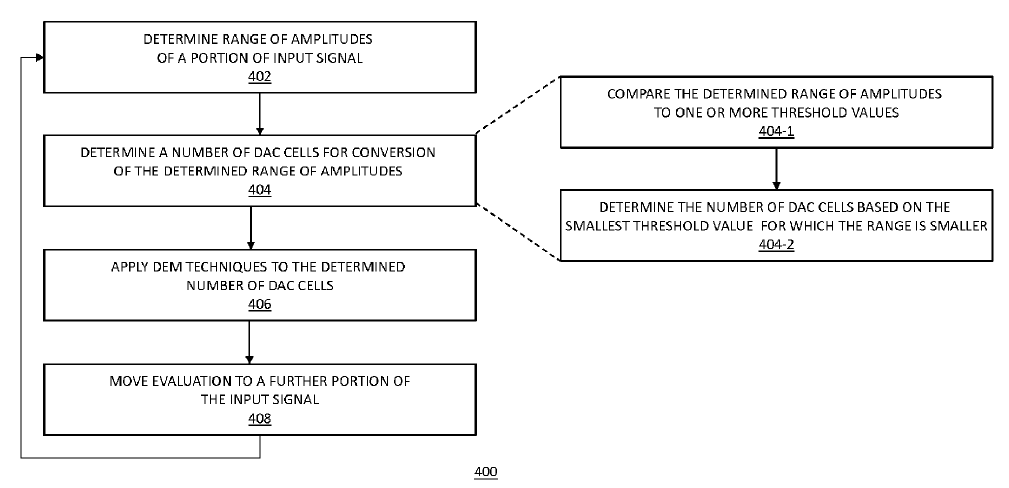 DETERMINE RANGE OF AMPLITUDES
OF A PORTION OF INPUT SIGNAL
402
DETERMINE A NUMBER OF DAC CELLS FOR CONVERSION
OF THE DETERMINED RANGE OF AMPLITUDES
404
COMPARE THE DETERMINED RANGE OF AMPLITUDES
TO ONE OR MORE THRESHOLD VALUES
404-1
DETERMINE THE NUMBER OF DAC CELLS BASED ON THE
SMALLEST THRESHOLD VALUE FOR WHICH THE RANGE IS SMALLER
404-2
APPLY DEM TECHNIQUES TO THE DETERMINED
NUMBER OF DAC CELLS
406
MOVE EVALUATION TO A FURTHER PORTION OF
THE INPUT SIGNAL
408
400